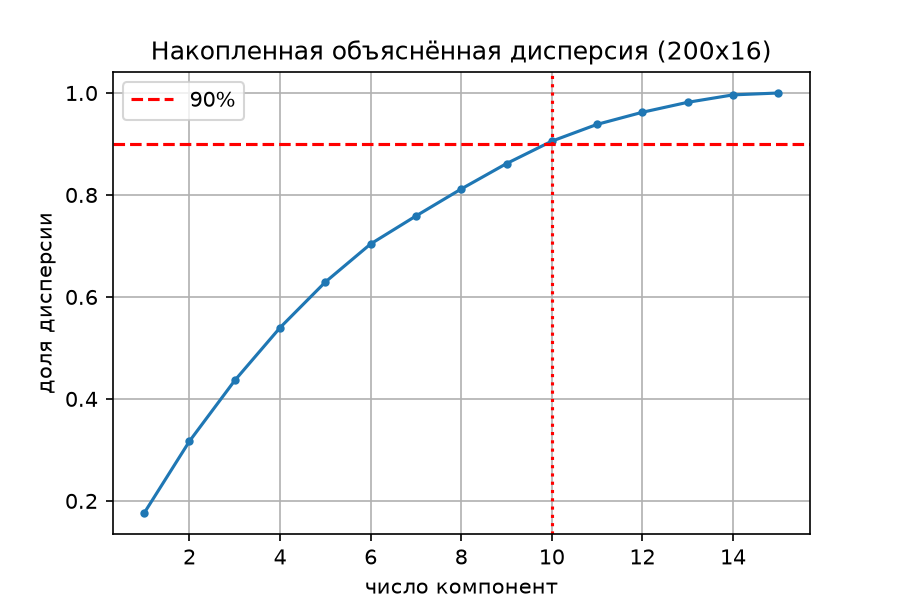 Накопленная объяснённая дисперсия (200x16)
90%
1.0
0.8
0.6
0.4
0.2
доля дисперсии
2 4 6 8 10 12 14
число компонент